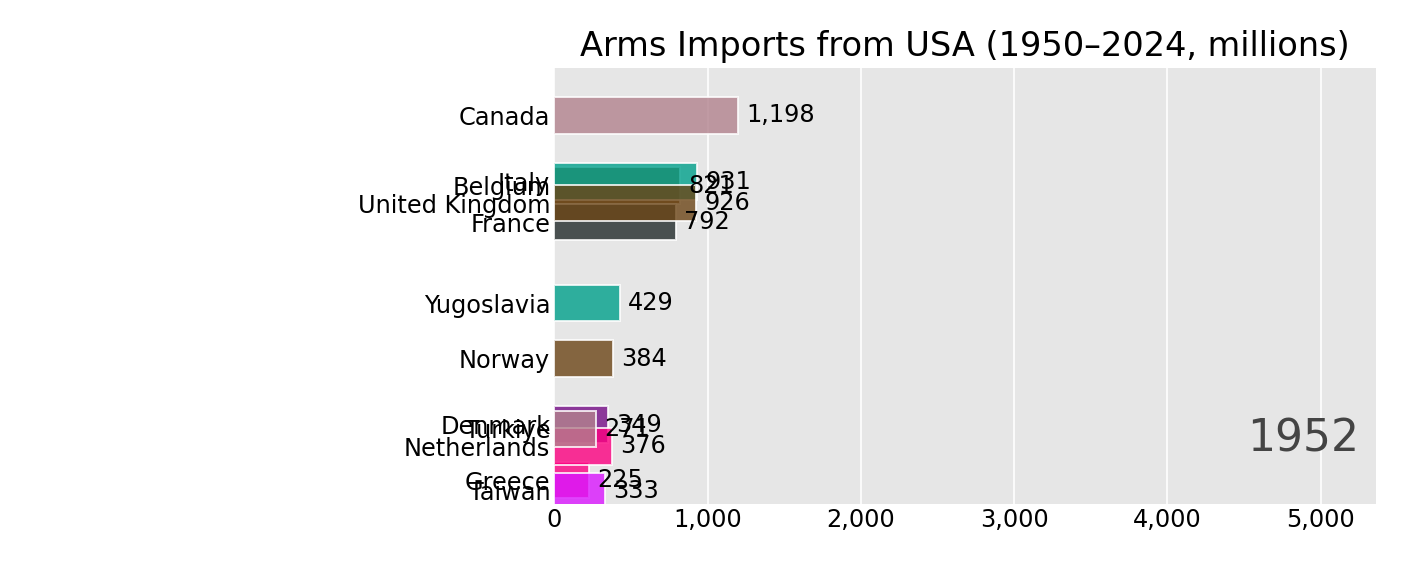 Arms Imports from USA (1950–2024, millions)
Canada 1,198
Italy 931
Belgium 821
United Kingdom 926
France 792
Yugoslavia 429
Norway 384
Denmark 349
Türkiye 271
Netherlands 376
Greece 225
Taiwan 333
1952
0 1,000 2,000 3,000 4,000 5,000